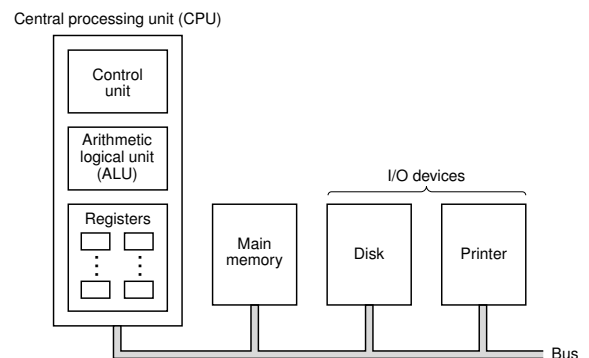 Central processing unit (CPU)
Control
unit
Arithmetic
logical unit
(ALU)
Registers
I/O devices
Main
memory
Disk
Printer
Bus